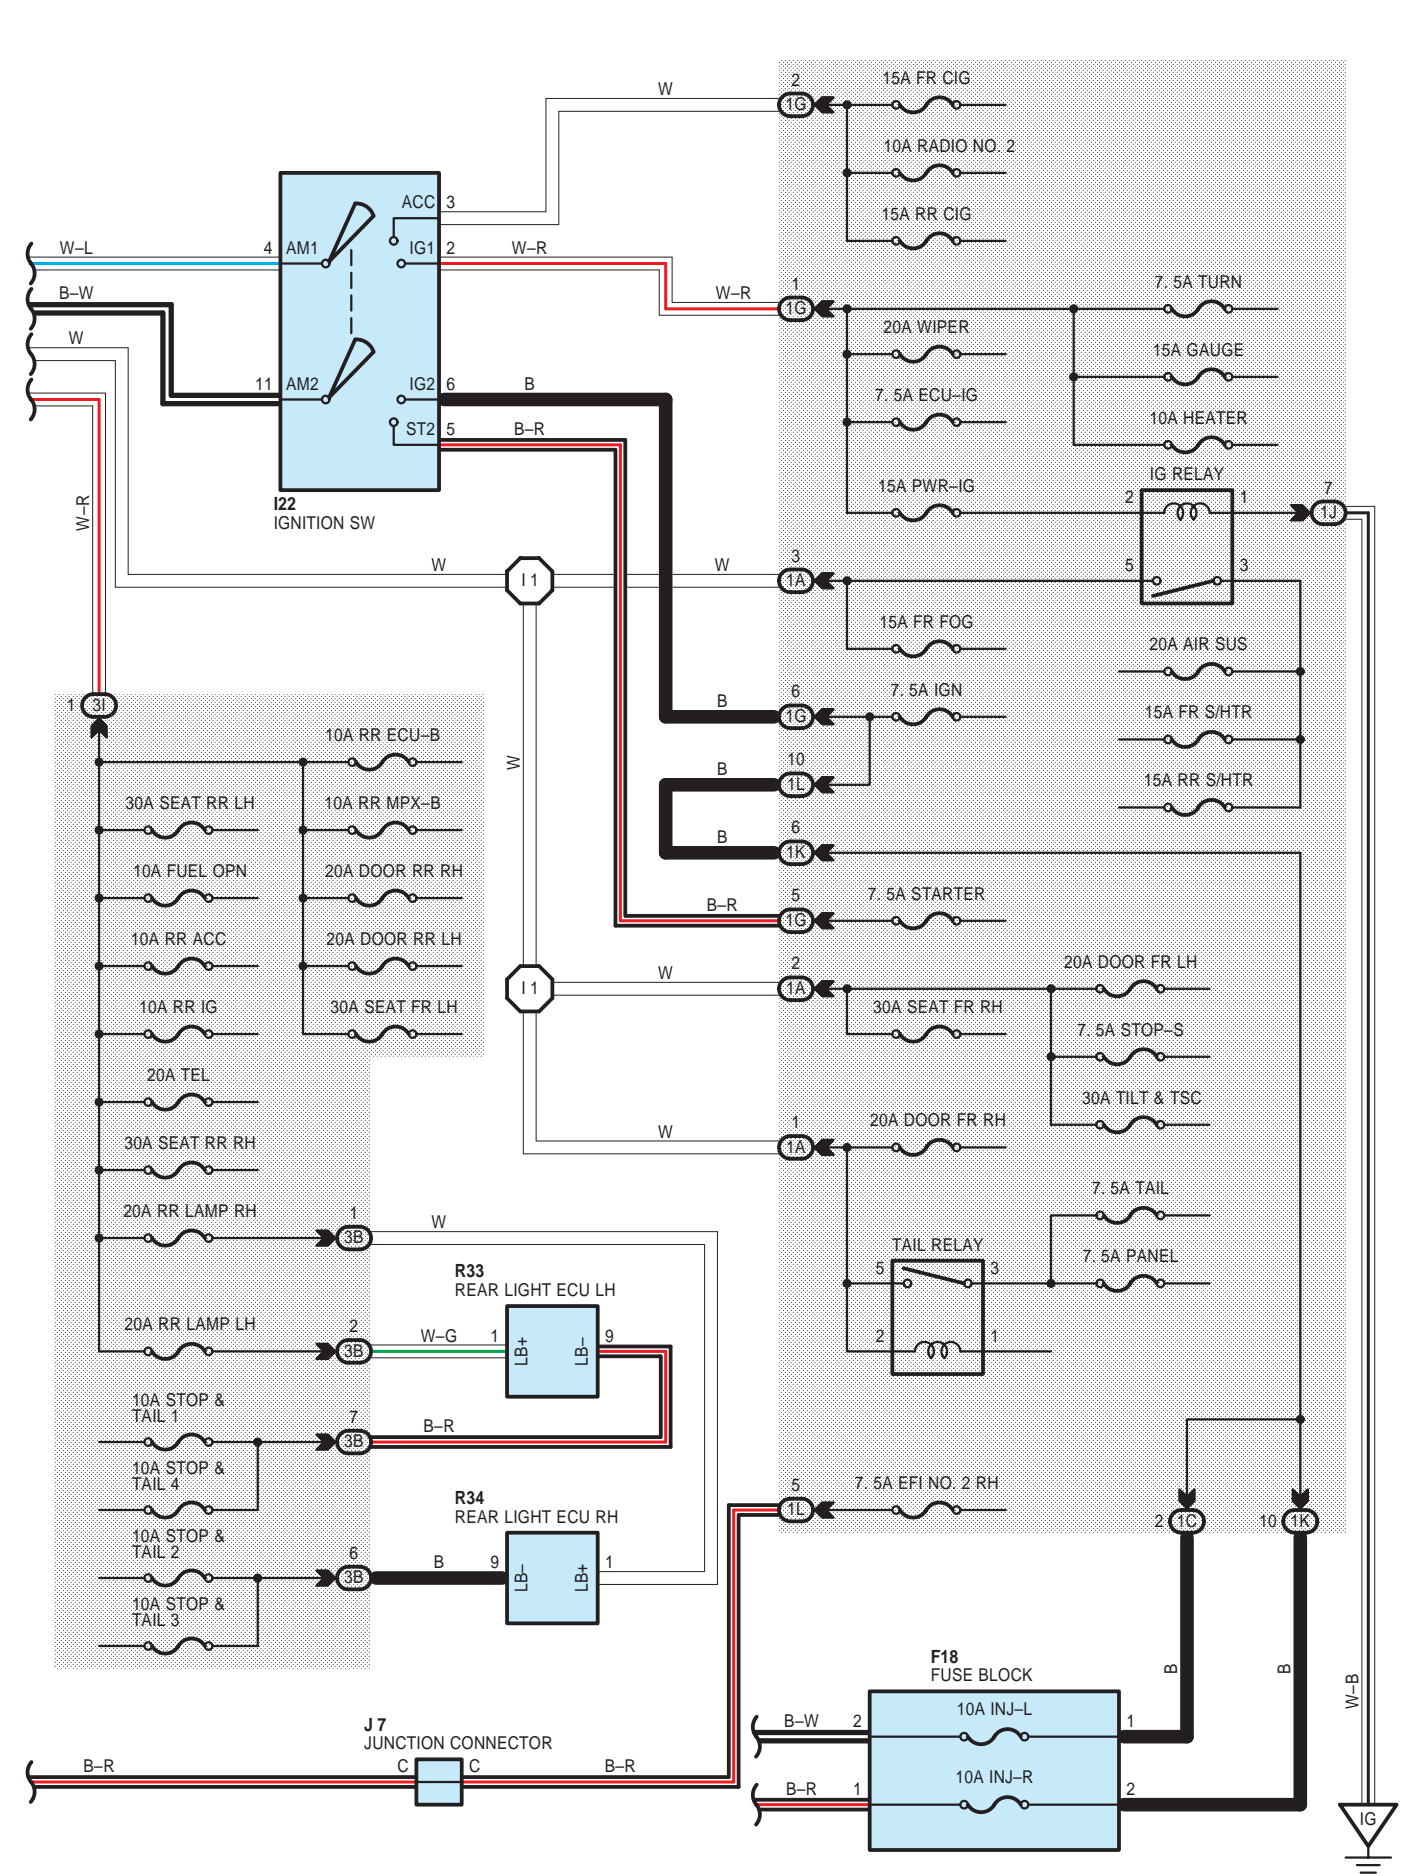 2
1G
15A FR CIG
W
10A RADIO NO. 2
15A RR CIG
ACC
3
W–L
4
AM1
IG1
2
W–R
W–R
1
1G
7. 5A TURN
B–W
20A WIPER
15A GAUGE
W
7. 5A ECU–IG
10A HEATER
11
AM2
IG2
6
B
ST2
5
B–R
W–R
15A PWR–IG
IG RELAY
2
1
7
1J
I22
IGNITION SW
W
I 1
W
3
1A
5
3
15A FR FOG
20A AIR SUS
15A FR S/HTR
15A RR S/HTR
1
3I
B
6
1G
7. 5A IGN
B
10
1L
B
6
1K
W
10A RR ECU–B
30A SEAT RR LH
10A RR MPX–B
10A FUEL OPN
20A DOOR RR RH
10A RR ACC
20A DOOR RR LH
10A RR IG
30A SEAT FR LH
20A TEL
30A SEAT RR RH
20A RR LAMP RH
20A RR LAMP LH
B–R
5
1G
7. 5A STARTER
I 1
W
2
1A
20A DOOR FR LH
30A SEAT FR RH
7. 5A STOP–S
30A TILT & TSC
W
1
1A
20A DOOR FR RH
7. 5A TAIL
TAIL RELAY
5
3
7. 5A PANEL
2
1
1
3B
W
R33
REAR LIGHT ECU LH
2
3B
W–G
1
LB+
LB–
9
10A STOP &
TAIL 1
7
3B
B–R
10A STOP &
TAIL 4
R34
REAR LIGHT ECU RH
10A STOP &
TAIL 2
6
3B
B
9
LB–
LB+
1
10A STOP &
TAIL 3
5
1L
7. 5A EFI NO. 2 RH
2
1C
10
1K
B
B
W–B
F18
FUSE BLOCK
B–W
2
10A INJ–L
1
B–R
1
10A INJ–R
2
J 7
JUNCTION CONNECTOR
B–R
C
C
B–R
IG